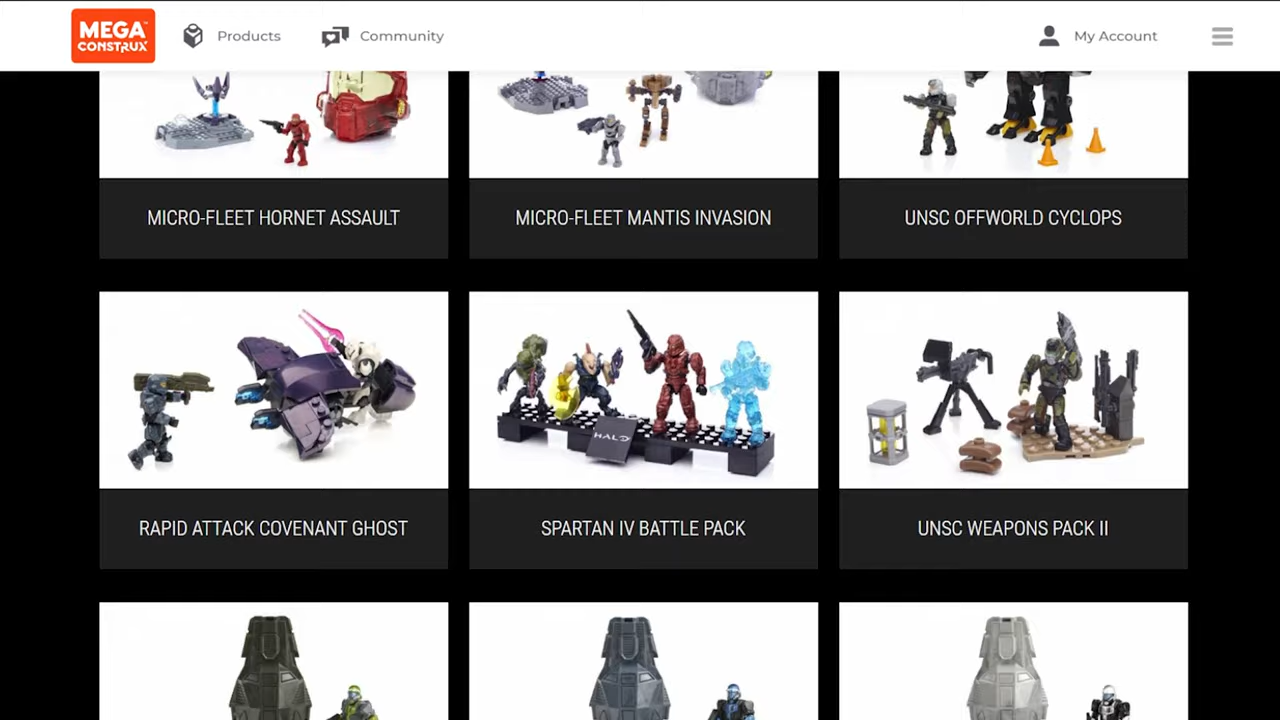 MEGA
CONSTRUX
Products
Community
My Account
MICRO-FLEET HORNET ASSAULT
MICRO-FLEET MANTIS INVASION
UNSC OFFWORLD CYCLOPS
HALO
RAPID ATTACK COVENANT GHOST
SPARTAN IV BATTLE PACK
UNSC WEAPONS PACK II